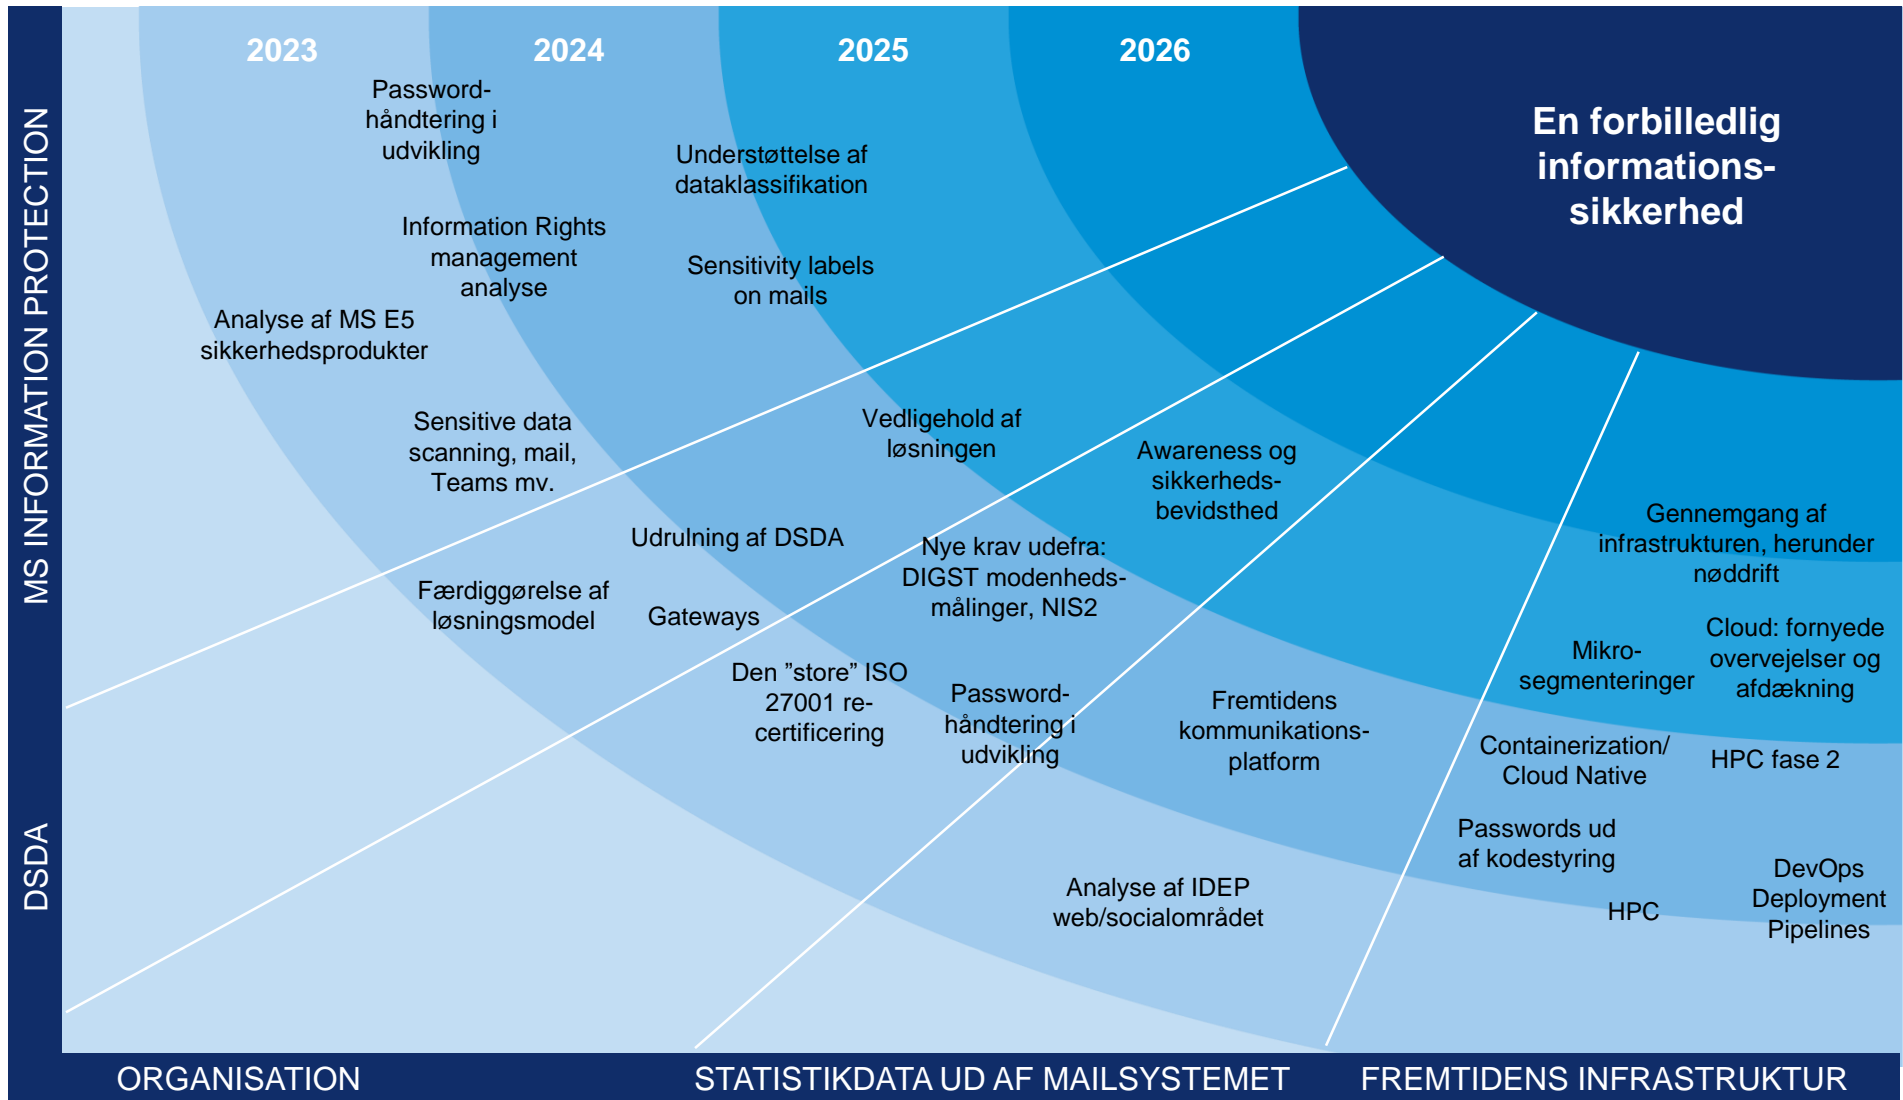 2023
2024
2025
2026
En forbilledlig
informations-
sikkerhed
MS INFORMATION PROTECTION
Password-
håndtering i
udvikling
Understøttelse af
dataklassifikation
Information Rights
management
analyse
Sensitivity labels
on mails
Analyse af MS E5
sikkerhedsprodukter
Sensitive data
scanning, mail,
Teams mv.
DSDA
Vedligehold af
løsningen
Udrulning af DSDA
Færdiggørelse af
løsningsmodel
Gateways
ORGANISATION
Awareness og
sikkerheds-
bevidsthed
Nye krav udefra:
DIGST modenheds-
målinger, NIS2
Den ”store” ISO
27001 re-
certificering
Password-
håndtering i
udvikling
STATISTIKDATA UD AF MAILSYSTEMET
Fremtidens
kommunikations-
platform
Analyse af IDEP
web/socialområdet
FREMTIDENS INFRASTRUKTUR
Gennemgang af
infrastrukturen, herunder
nøddrift
Cloud: fornyede
overvejelser og
afdækning
Mikro-
segmenteringer
Containerization/
Cloud Native
HPC fase 2
Passwords ud
af kodestyring
HPC
DevOps
Deployment
Pipelines